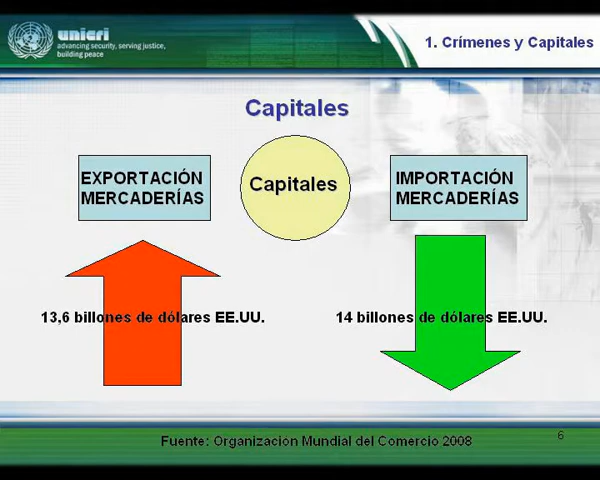 unicri
advancing security, serving justice,
building peace
1. Crímenes y Capitales
Capitales
EXPORTACIÓN
MERCADERÍAS
Capitales
IMPORTACIÓN
MERCADERÍAS
13,6 billones de dólares EE.UU.
14 billones de dólares EE.UU.
Fuente: Organización Mundial del Comercio 2008
6